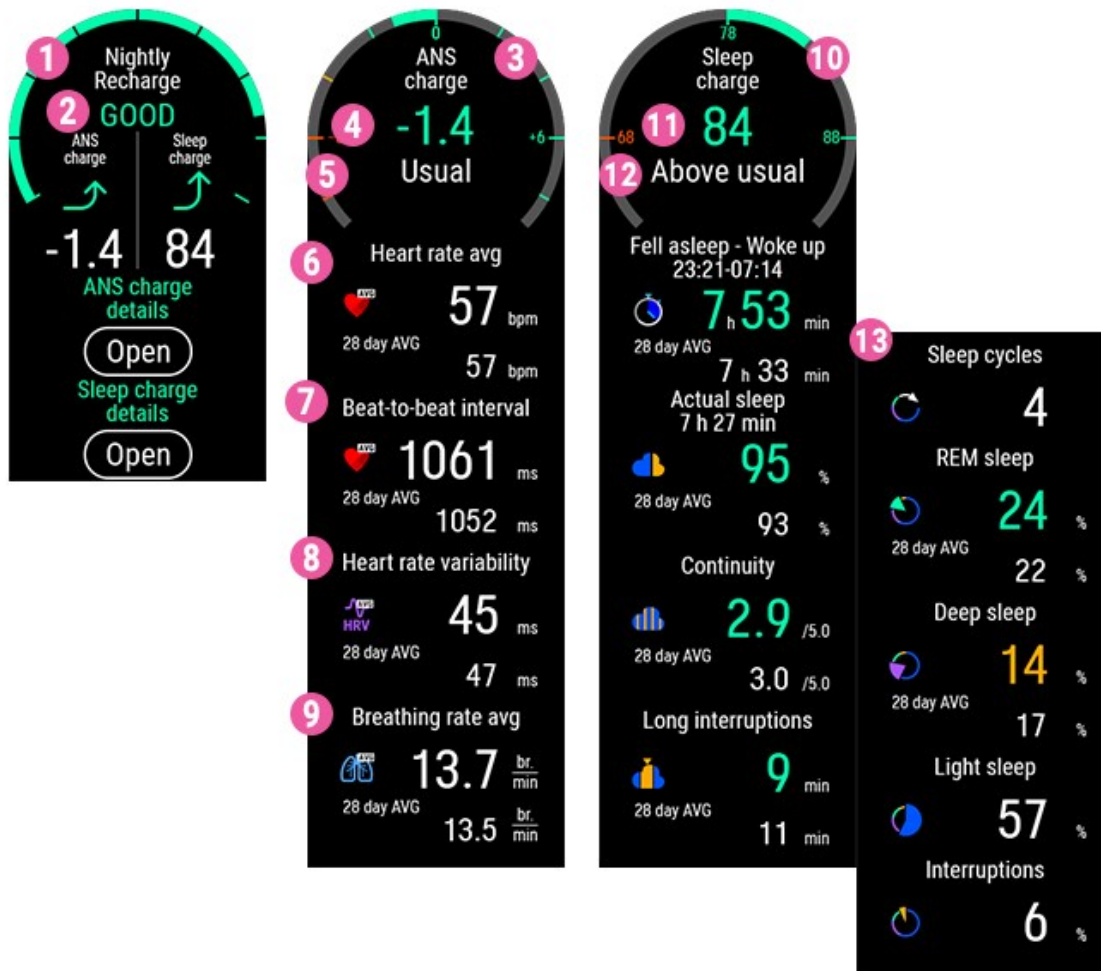 1
Nightly
Recharge
2
GOOD
ANS
charge
Sleep
charge
-1.4
84
ANS charge
details
Open
Sleep charge
details
Open
0
3
ANS
charge
4
-1.4
+6
5
Usual
6
Heart rate avg
AVG
57 bpm
28 day AVG
57 bpm
7
Beat-to-beat interval
AVG
1061 ms
28 day AVG
1052 ms
8
Heart rate variability
AVG
HRV
45 ms
28 day AVG
47 ms
9
Breathing rate avg
AVG
13.7 br.
min
28 day AVG
13.5 br.
min
78
10
Sleep
charge
68
11
84
88
12
Above usual
Fell asleep - Woke up
23:21-07:14
7 h 53 min
28 day AVG
7 h 33 min
Actual sleep
7 h 27 min
95 %
28 day AVG
93 %
Continuity
2.9 /5.0
28 day AVG
3.0 /5.0
Long interruptions
9 min
28 day AVG
11 min
13
Sleep cycles
4
REM sleep
24 %
28 day AVG
22 %
Deep sleep
14 %
28 day AVG
17 %
Light sleep
57 %
Interruptions
6 %